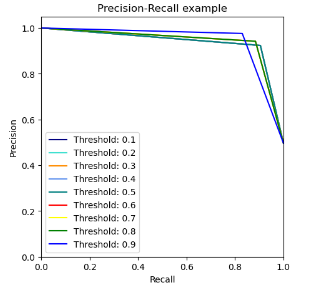 Precision-Recall example
1.0
0.8
0.6
0.4
0.2
0.0
Precision
Threshold: 0.1
Threshold: 0.2
Threshold: 0.3
Threshold: 0.4
Threshold: 0.5
Threshold: 0.6
Threshold: 0.7
Threshold: 0.8
Threshold: 0.9
0.0 0.2 0.4 0.6 0.8 1.0
Recall